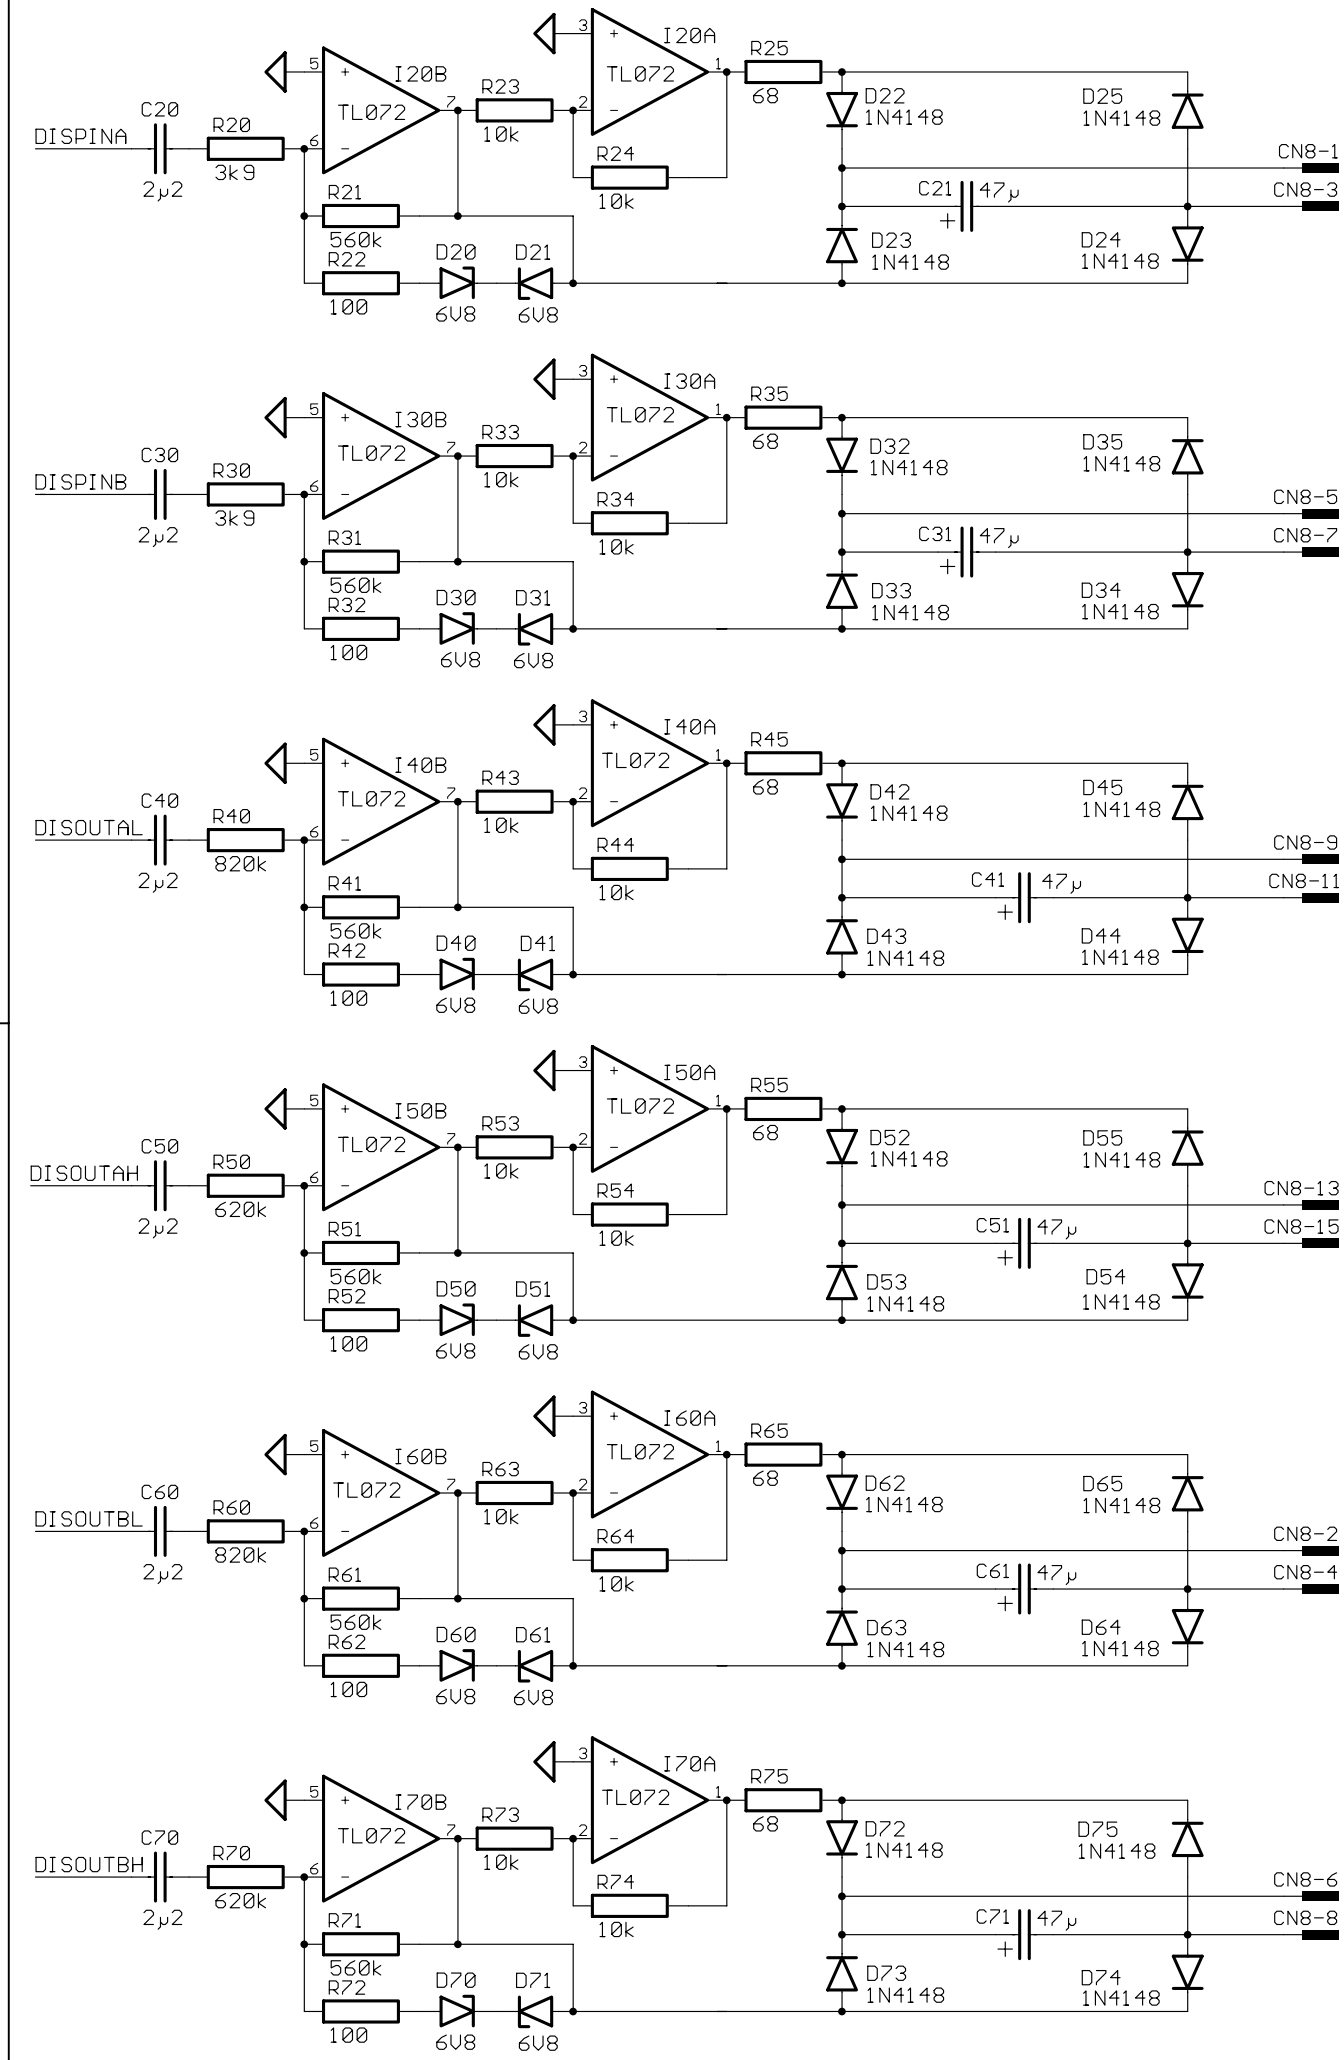 I20A
3
+
R25
TL072
1
68
I20B
5
+
R23
TL072
7
2
−
10k
D22
1N4148
D25
1N4148
C20
DISPINA
R20
6
−
2µ2
3k9
R24
10k
CN8-1
C21
47µ
CN8-3
+
R21
560k
R22
D20
D21
D23
1N4148
D24
1N4148
100
6V8
6V8
I30A
3
+
R35
TL072
1
68
I30B
5
+
R33
TL072
7
2
−
10k
D32
1N4148
D35
1N4148
C30
DISPINB
R30
6
−
2µ2
3k9
R34
10k
CN8-5
C31
47µ
CN8-7
+
R31
560k
R32
D30
D31
D33
1N4148
D34
1N4148
100
6V8
6V8
I40A
3
+
R45
TL072
1
68
I40B
5
+
R43
TL072
7
2
−
10k
D42
1N4148
D45
1N4148
C40
DISOUTAL
R40
6
−
2µ2
820k
R44
10k
CN8-9
C41
47µ
CN8-11
+
R41
560k
R42
D40
D41
D43
1N4148
D44
1N4148
100
6V8
6V8
I50A
3
+
R55
TL072
1
68
I50B
5
+
R53
TL072
7
2
−
10k
D52
1N4148
D55
1N4148
C50
DISOUTAH
R50
6
−
2µ2
620k
R54
10k
CN8-13
C51
47µ
CN8-15
+
R51
560k
R52
D50
D51
D53
1N4148
D54
1N4148
100
6V8
6V8
I60A
3
+
R65
TL072
1
68
I60B
5
+
R63
TL072
7
2
−
10k
D62
1N4148
D65
1N4148
C60
DISOUTBL
R60
6
−
2µ2
820k
R64
10k
CN8-2
C61
47µ
CN8-4
+
R61
560k
R62
D60
D61
D63
1N4148
D64
1N4148
100
6V8
6V8
I70A
3
+
R75
TL072
1
68
I70B
5
+
R73
TL072
7
2
−
10k
D72
1N4148
D75
1N4148
C70
DISOUTBH
R70
6
−
2µ2
620k
R74
10k
CN8-6
C71
47µ
CN8-8
+
R71
560k
R72
D70
D71
D73
1N4148
D74
1N4148
100
6V8
6V8